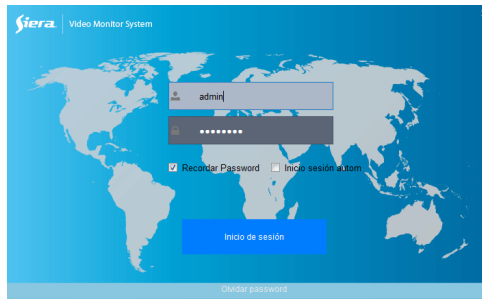 Siera Video Monitor System
admin
••••••••
Recordar Password Inicio sesión autom
Inicio de sesión
Olvidar password